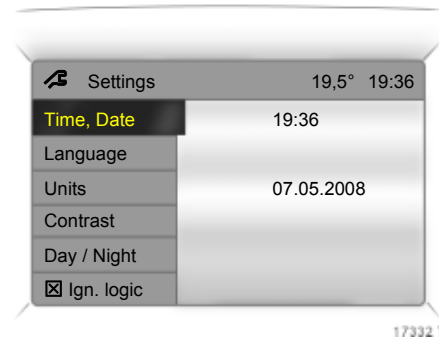 Settings 19,5° 19:36
Time, Date 19:36
Language
Units 07.05.2008
Contrast
Day / Night
Ign. logic
17332